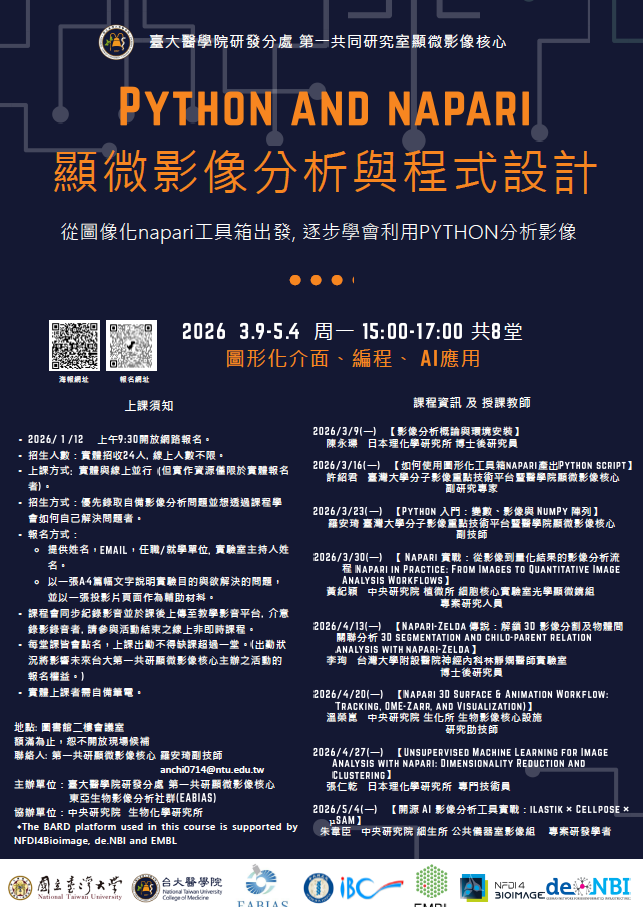 臺大醫學院研發分處 第一共同研究室顯微影像核心
PYTHON AND NAPARI
顯微影像分析與程式設計
從圖像化napari工具箱出發, 逐步學會利用PYTHON分析影像
2026 3.9-5.4 周一 15:00-17:00 共8堂
圖形化介面、編程、 AI應用
海報網址
報名網址
上課須知
- 2026/ 1 /12 上午9:30開放網路報名。
- 招生人數：實體招收24人, 線上人數不限。
- 上課方式: 實體與線上並行 (但實作資源僅限於實體報名
者)。
- 招生方式：優先錄取自備影像分析問題並想透過課程學
會如何自己解決問題者。
- 報名方式：
提供姓名，EMAIL，任職/就學單位, 實驗室主持人姓
名。
以一張A4篇幅文字說明實驗目的與欲解決的問題，
並以一張投影片頁面作為輔助材料。
- 課程會同步紀錄影音並於課後上傳至教學影音平台, 介意
錄影錄音者, 請參與活動結束之線上非即時課程。
- 每堂課皆會點名，上課出勤不得缺課超過一堂。(出勤狀
況將影響未來台大第一共研顯微影像核心主辦之活動的
報名權益。)
- 實體上課者需自備筆電。
地點: 圖書館二樓會議室
額滿為止，恕不開放現場候補
聯絡人: 第一共研顯微影像核心 羅安琦副技師
anchi0714@ntu.edu.tw
主辦單位：臺大醫學院研發分處 第一共研顯微影像核心
東亞生物影像分析社群(EABIAS)
協辦單位：中央研究院 生物化學研究所
*The BARD platform used in this course is supported by
NFDI4Bioimage, de.NBI and EMBL
課程資訊 及 授課教師
2026/3/9(一) 【影像分析概論與環境安裝】
陳永璟 日本理化學研究所 博士後研究員
2026/3/16(一) 【如何使用圖形化工具箱NAPARI產出PYTHON SCRIPT】
許紹君 臺灣大學分子影像重點技術平台暨醫學院顯微影像核心
副研究專家
2026/3/23(一) 【PYTHON 入門：變數、影像與 NUMPY 陣列】
羅安琦 臺灣大學分子影像重點技術平台暨醫學院顯微影像核心
副技師
2026/3/30(一) 【 NAPARI 實戰：從影像到量化結果的影像分析流
程 NAPARI IN PRACTICE: FROM IMAGES TO QUANTITATIVE IMAGE
ANALYSIS WORKFLOWS】
黃紀穎 中央研究院 植微所 細胞核心實驗室光學顯微鏡組
專案研究人員
2026/4/13(一) 【NAPARI-ZELDA 傳說：解鎖 3D 影像分割及物體間
關聯分析 3D SEGMENTATION AND CHILD-PARENT RELATION
ANALYSIS WITH NAPARI-ZELDA】
李珣 台灣大學附設醫院神經內科林靜嫻醫師實驗室
博士後研究員
2026/4/20(一) 【NAPARI 3D SURFACE & ANIMATION WORKFLOW:
TRACKING, OME-ZARR, AND VISUALIZATION)】
溫榮崑 中央研究院 生化所 生物影像核心設施
研究助技師
2026/4/27(一) 【UNSUPERVISED MACHINE LEARNING FOR IMAGE
ANALYSIS WITH NAPARI: DIMENSIONALITY REDUCTION AND
CLUSTERING】
張仁乾 日本理化學研究所 專門技術員
2026/5/4(一) 【開源 AI 影像分析工具實戰：ILASTIK × CELLPOSE ×
μSAM】
朱韋臣 中央研究院 細生所 公共儀器室影像組 專案研發學者
國立臺灣大學
National Taiwan University
台大醫學院
National Taiwan University
College of Medicine
EABIAS
iBC
EMBL
NFDI4
BIOIMAGE
de.NBI